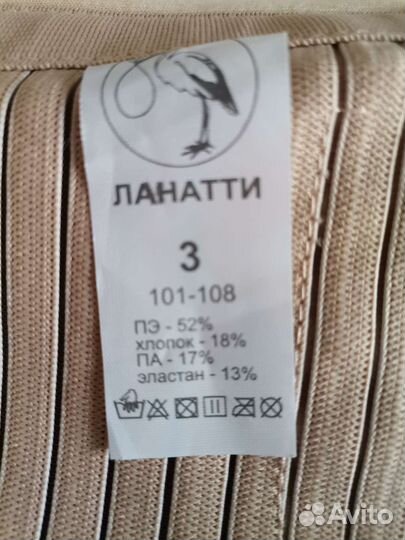 ЛАНАТТИ
3
101-108
ПЭ - 52%
хлопок - 18%
ПА - 17%
эластан - 13%
Avito